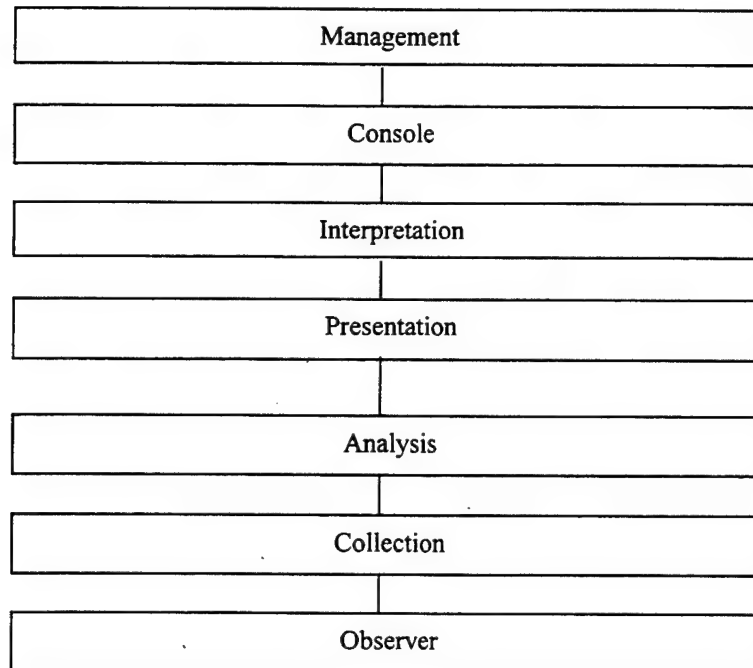 Management
Console
Interpretation
Presentation
Analysis
Collection
Observer